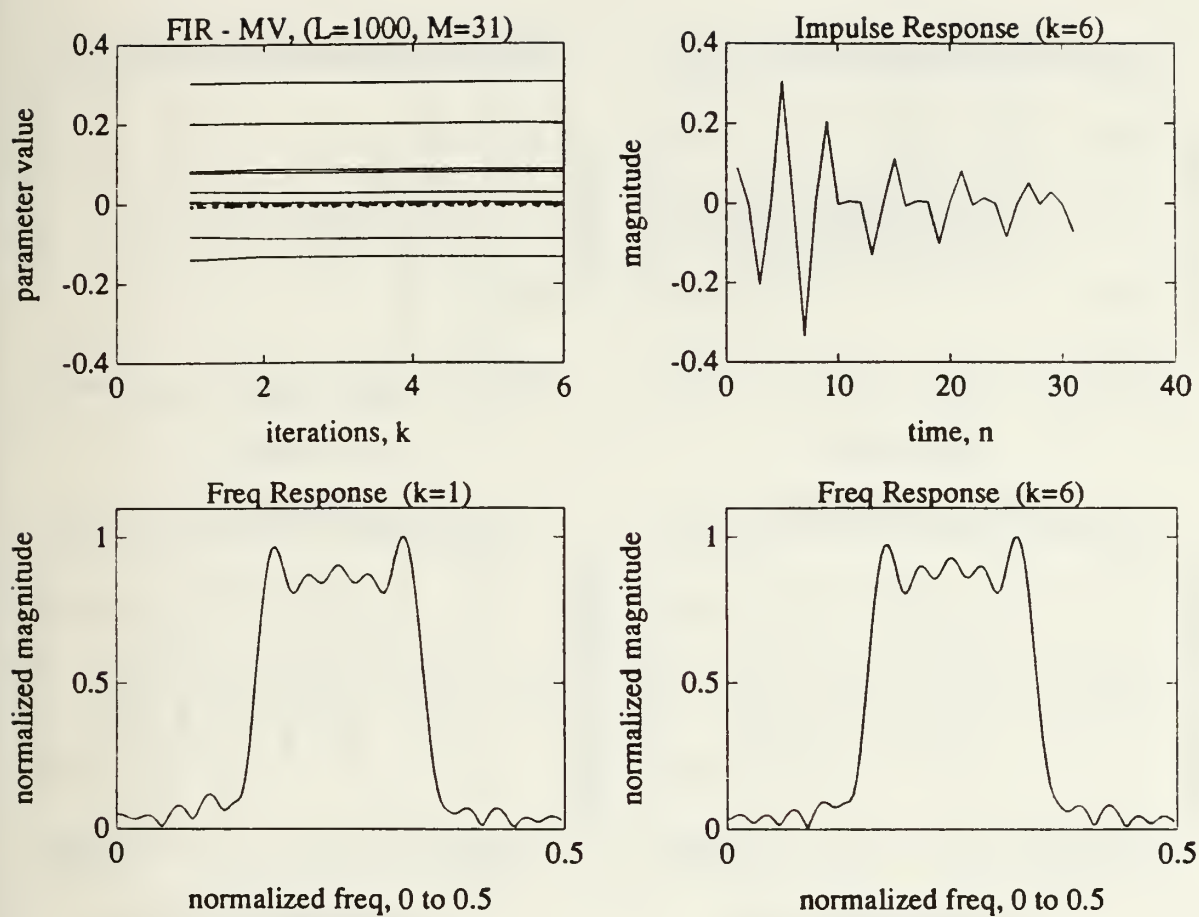 FIR - MV, (L=1000, M=31)
0.4
0.2
0
-0.2
-0.4
parameter value
0
2
4
6
iterations, k
Impulse Response (k=6)
0.4
0.2
0
-0.2
-0.4
magnitude
0
10
20
30
40
time, n
Freq Response (k=1)
1
0.5
0
normalized magnitude
0
0.5
normalized freq, 0 to 0.5
Freq Response (k=6)
1
0.5
0
normalized magnitude
0
0.5
normalized freq, 0 to 0.5